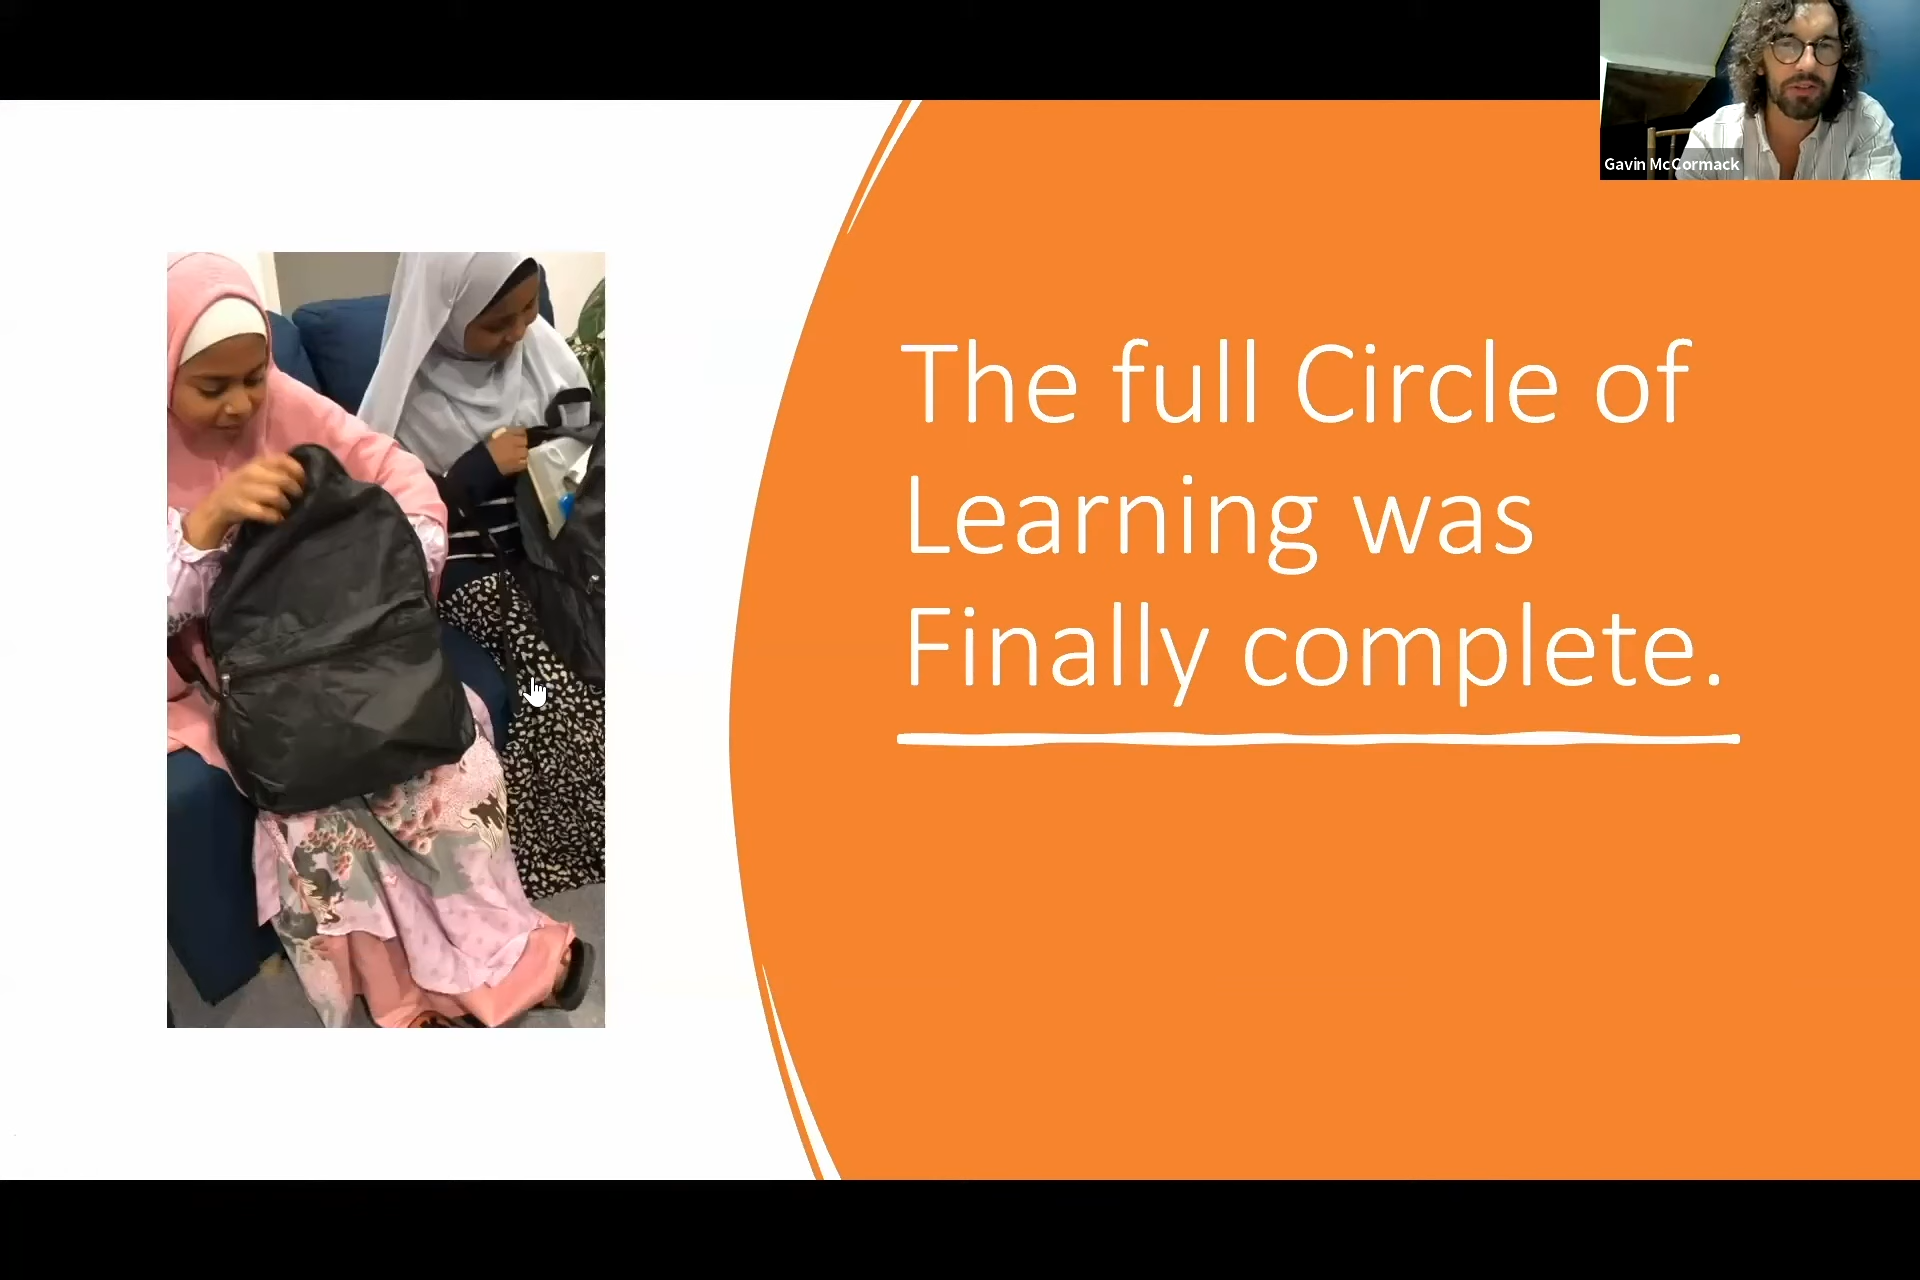 Gavin McCormack
The full Circle of
Learning was
Finally complete.